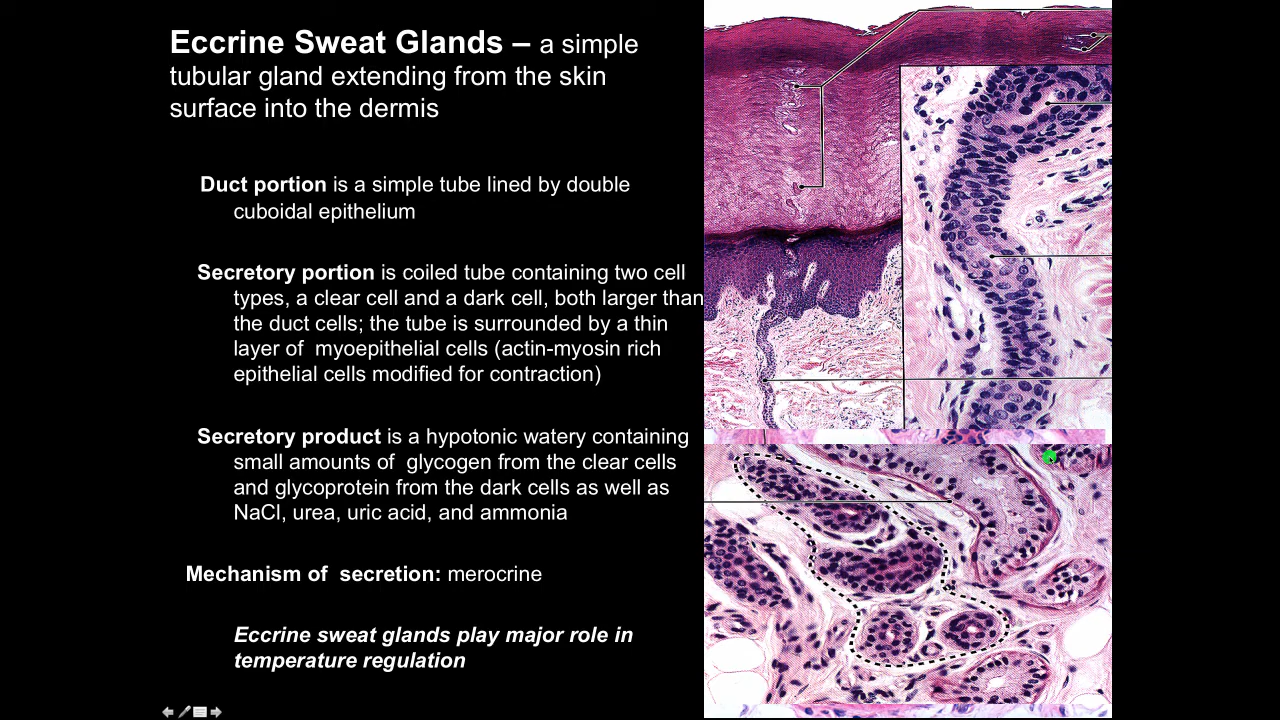 Eccrine Sweat Glands – a simple
tubular gland extending from the skin
surface into the dermis
Duct portion is a simple tube lined by double
cuboidal epithelium
Secretory portion is coiled tube containing two cell
types, a clear cell and a dark cell, both larger than
the duct cells; the tube is surrounded by a thin
layer of  myoepithelial cells (actin-myosin rich
epithelial cells modified for contraction)
Secretory product is a hypotonic watery containing
small amounts of  glycogen from the clear cells
and glycoprotein from the dark cells as well as
NaCl, urea, uric acid, and ammonia
Mechanism of  secretion: merocrine
Eccrine sweat glands play major role in
temperature regulation